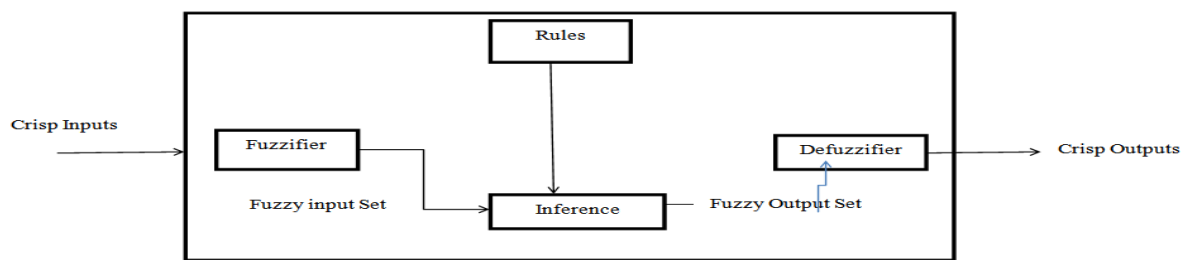 Rules
Crisp Inputs
Fuzzifier
Defuzzifier
Crisp Outputs
Fuzzy input Set
Inference
Fuzzy Output Set